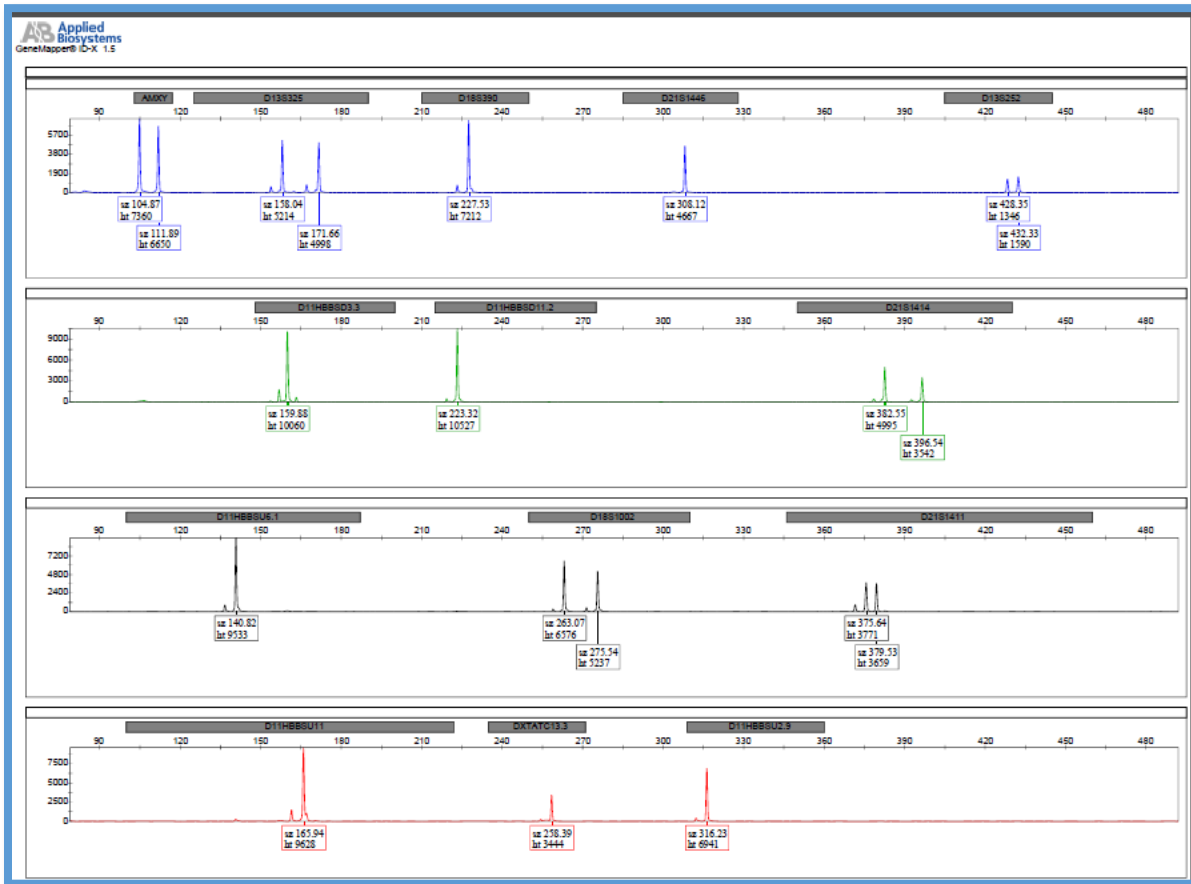 AB Applied
Biosystems
GeneMapper® ID-X 1.5
AMXY D13S325 D18S390 D21S1446 D13S252
90 120 150 180 210 240 270 300 330 360 390 420 450 480
5700
3800
1900
0
sz 104.87 sz 158.04 sz 227.53 sz 308.12 sz 428.35
ht 7360 ht 5214 ht 7212 ht 4667 ht 1346
sz 111.89 sz 171.66 sz 432.33
ht 6650 ht 4998 ht 1590
D11HBBSD3.3 D11HBBSD11.2 D21S1414
90 120 150 180 210 240 270 300 330 360 390 420 450 480
9000
6000
3000
0
sz 159.88 sz 223.32 sz 382.55
ht 10060 ht 10527 ht 4995
sz 396.54
ht 3542
D11HBBSU6.1 D18S1002 D21S1411
90 120 150 180 210 240 270 300 330 360 390 420 450 480
7200
4800
2400
0
sz 140.82 sz 263.07 sz 375.64
ht 9533 ht 6576 ht 3771
sz 275.54 sz 379.53
ht 5237 ht 3659
D11HBBSU11 DXTATC13.3 D11HBBSU2.9
90 120 150 180 210 240 270 300 330 360 390 420 450 480
7500
5000
2500
0
sz 165.94 sz 258.39 sz 316.23
ht 9628 ht 3444 ht 6941